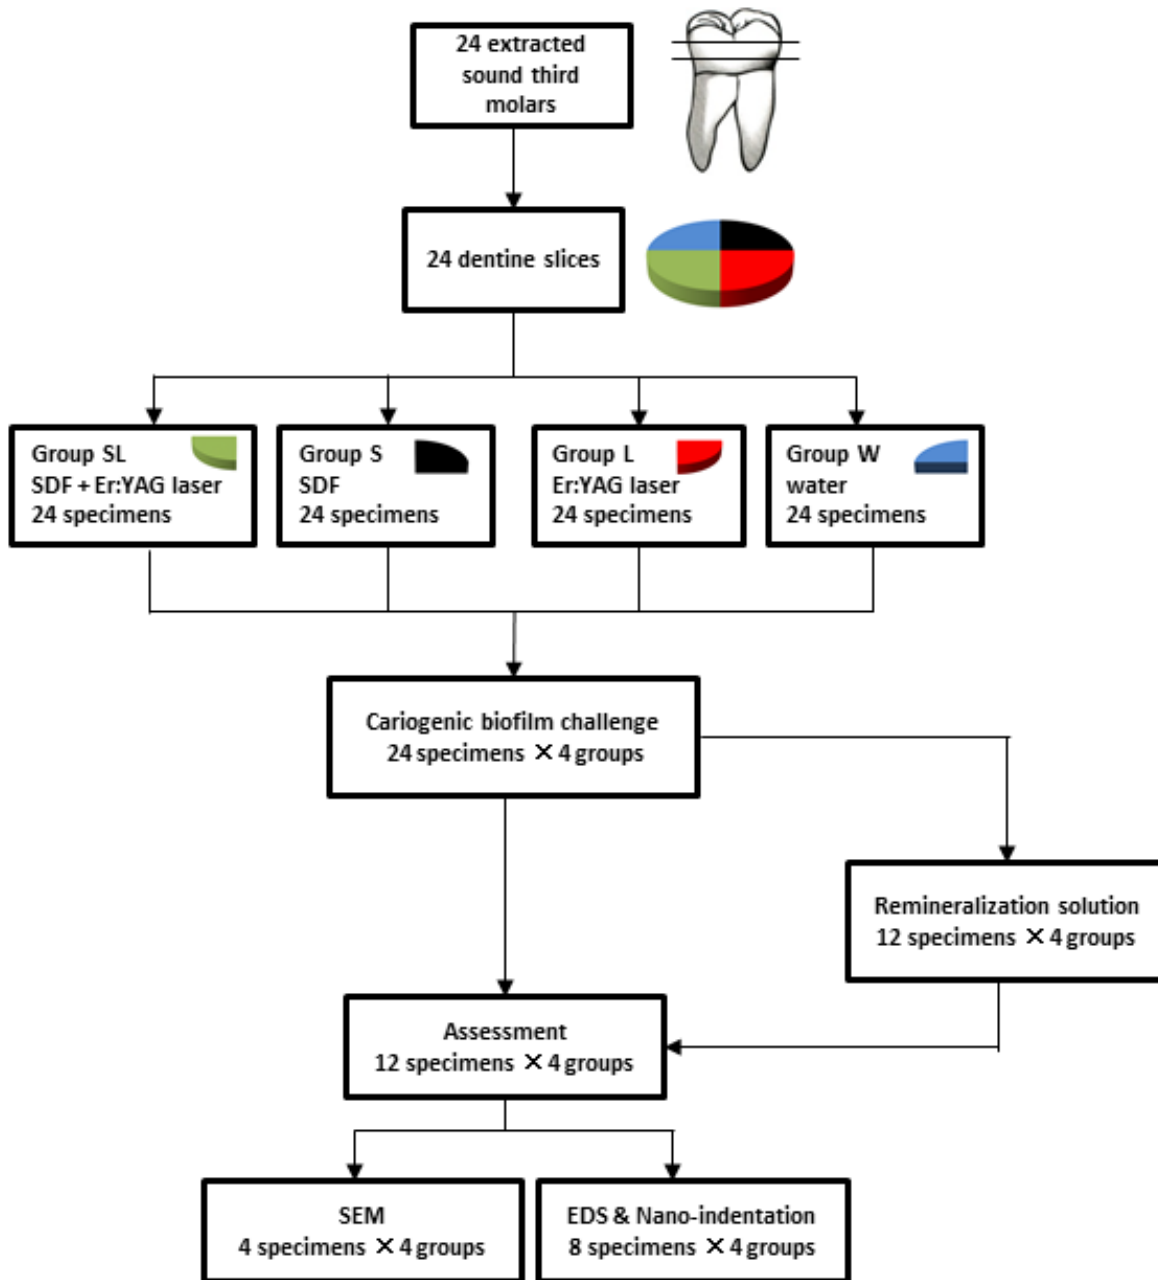 24 extracted
sound third
molars
24 dentine slices
Group SL
SDF + Er:YAG laser
24 specimens
Group S
SDF
24 specimens
Group L
Er:YAG laser
24 specimens
Group W
water
24 specimens
Cariogenic biofilm challenge
24 specimens × 4 groups
Remineralization solution
12 specimens × 4 groups
Assessment
12 specimens × 4 groups
SEM
4 specimens × 4 groups
EDS & Nano-indentation
8 specimens × 4 groups